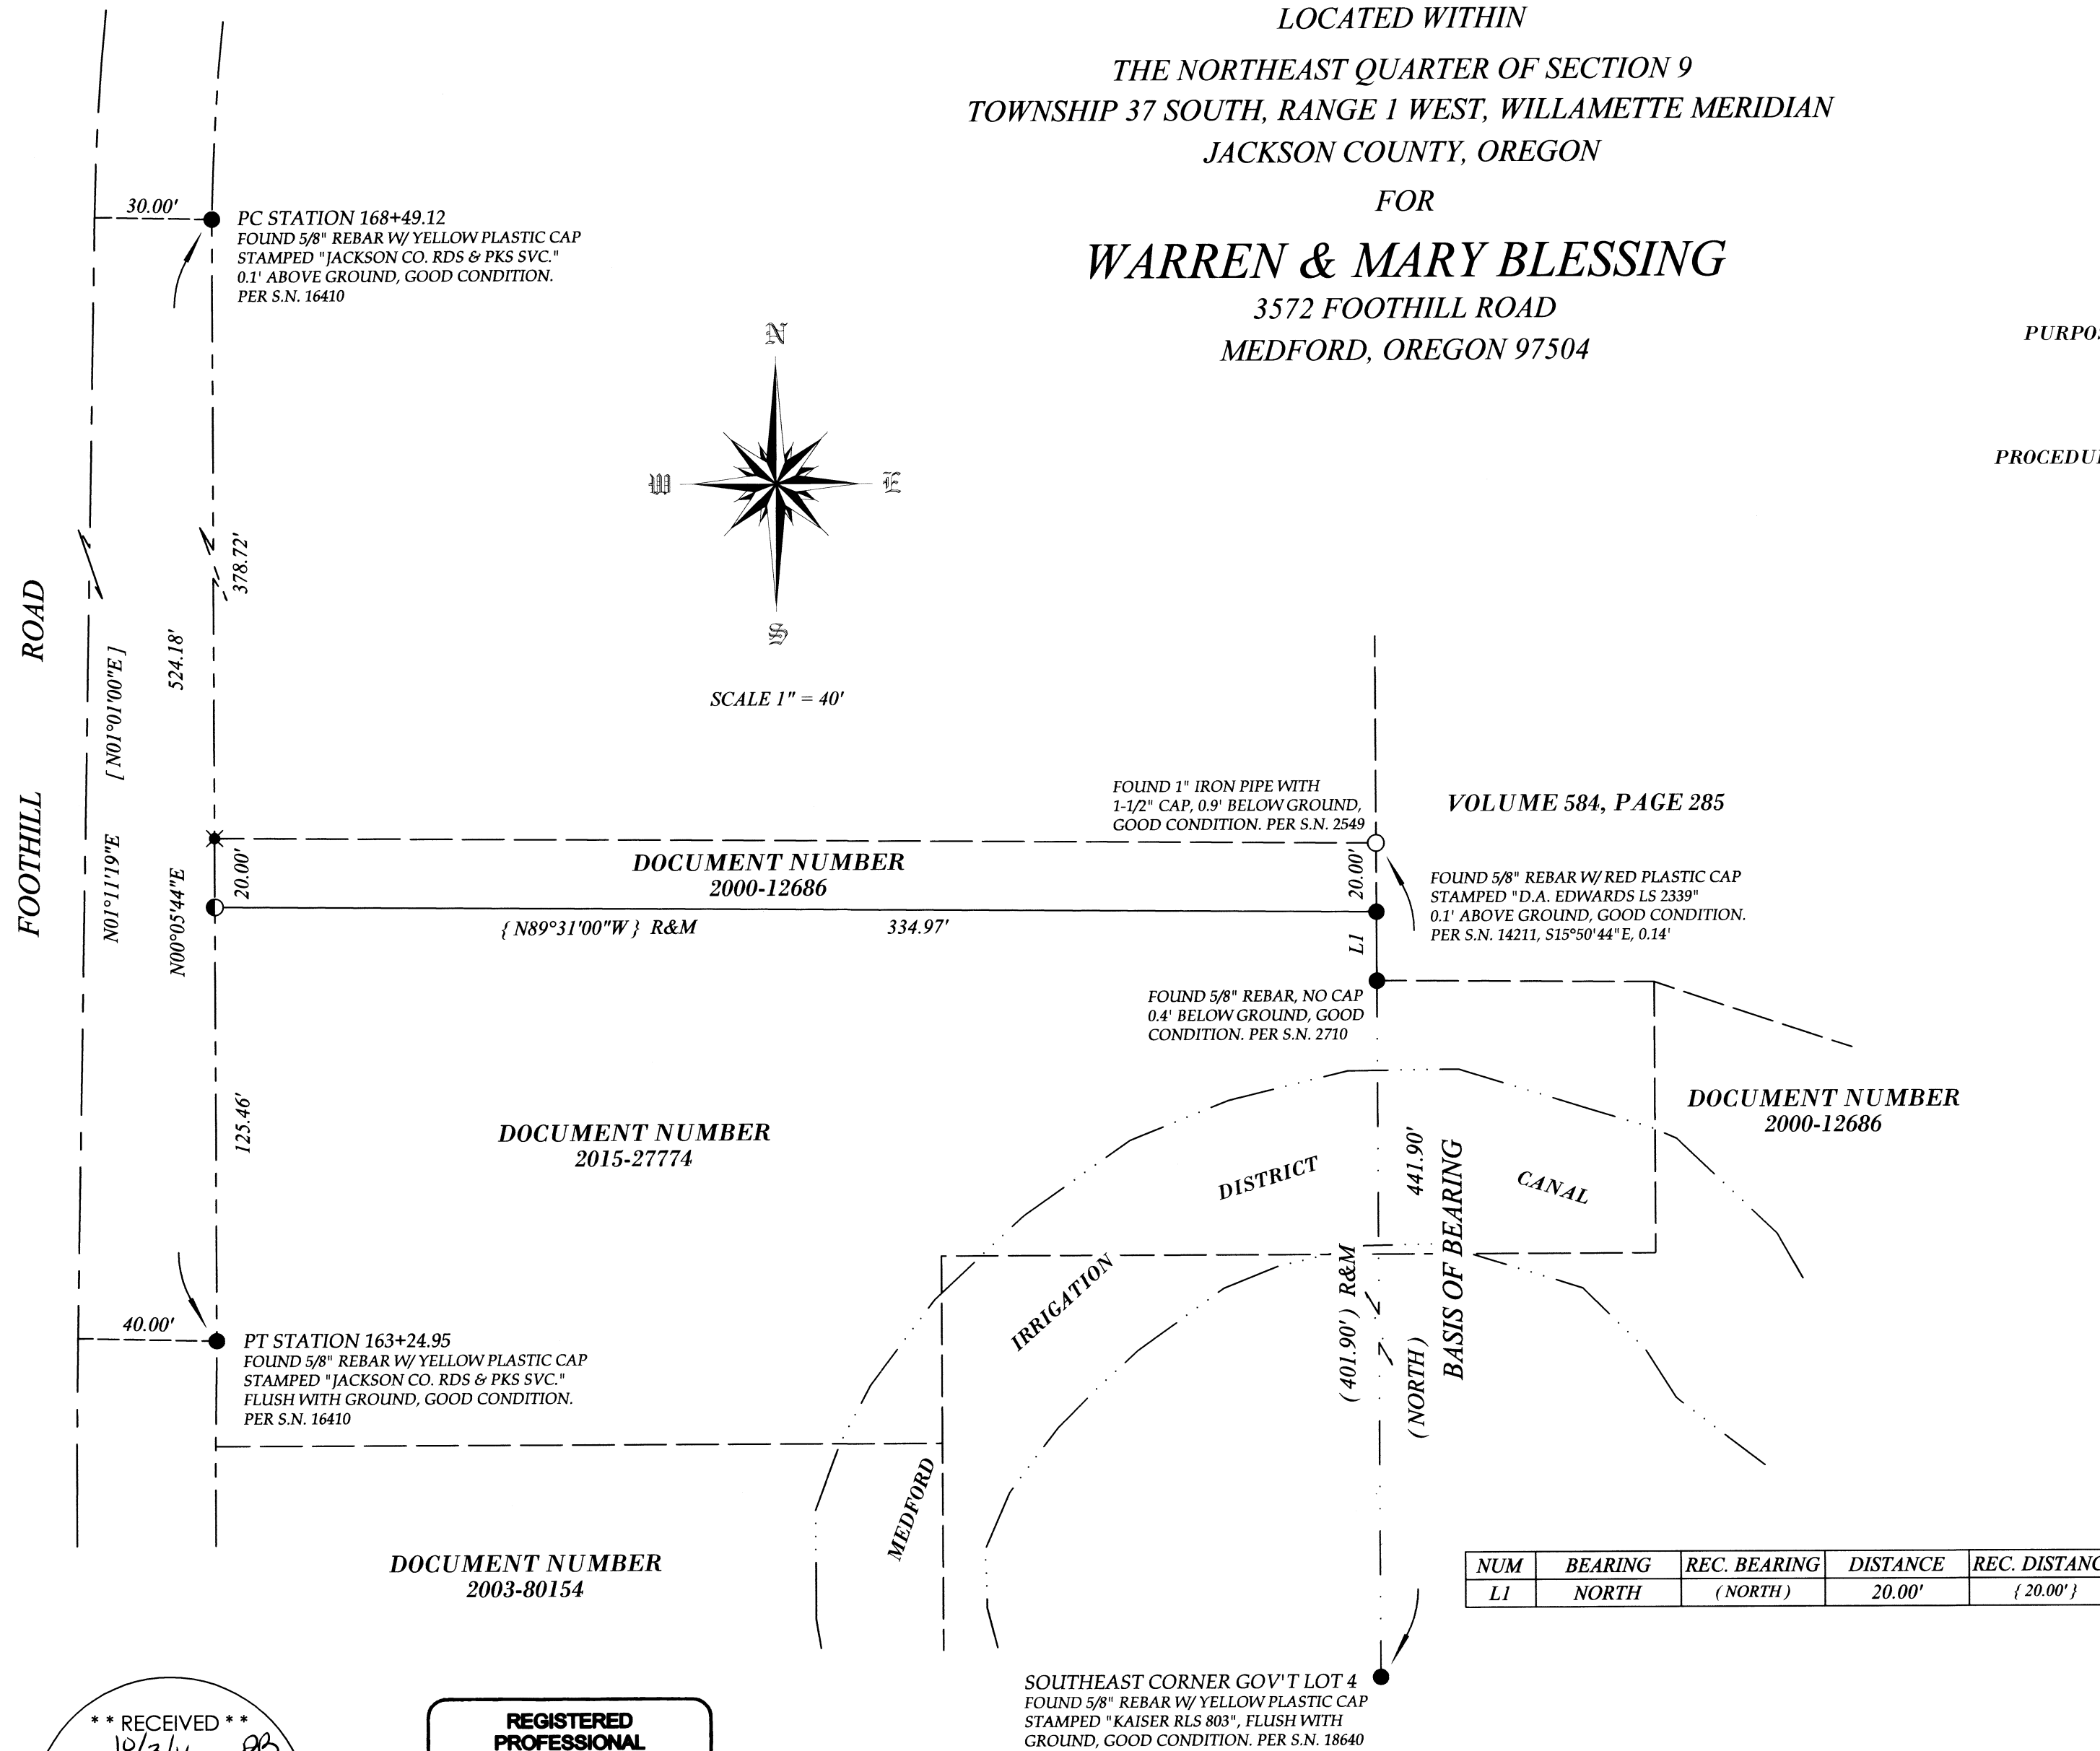 LOCATED WITHIN
THE NORTHEAST QUARTER OF SECTION 9
TOWNSHIP 37 SOUTH, RANGE 1 WEST, WILLAMETTE MERIDIAN
JACKSON COUNTY, OREGON
FOR
WARREN & MARY BLESSING
3572 FOOTHILL ROAD
MEDFORD, OREGON 97504
30.00'
PC STATION 168+49.12
FOUND 5/8" REBAR W/ YELLOW PLASTIC CAP
STAMPED "JACKSON CO. RDS & PKS SVC."
0.1' ABOVE GROUND, GOOD CONDITION.
PER S.N. 16410
N
W
E
S
SCALE 1" = 40'
FOOTHILL ROAD
N01°11'19"E [ N01°01'00"E ]
N00°05'44"E 524.18'
378.72'
20.00'
125.46'
FOUND 1" IRON PIPE WITH
1-1/2" CAP, 0.9' BELOW GROUND,
GOOD CONDITION. PER S.N. 2549
VOLUME 584, PAGE 285
DOCUMENT NUMBER
2000-12686
{ N89°31'00"W } R&M 334.97'
20.00'
L1
FOUND 5/8" REBAR W/ RED PLASTIC CAP
STAMPED "D.A. EDWARDS LS 2339"
0.1' ABOVE GROUND, GOOD CONDITION.
PER S.N. 14211, S15°50'44"E, 0.14'
FOUND 5/8" REBAR, NO CAP
0.4' BELOW GROUND, GOOD
CONDITION. PER S.N. 2710
DOCUMENT NUMBER
2015-27774
DOCUMENT NUMBER
2000-12686
MEDFORD
IRRIGATION
DISTRICT
CANAL
( 401.90' ) R&M
( NORTH ) 441.90'
BASIS OF BEARING
40.00'
PT STATION 163+24.95
FOUND 5/8" REBAR W/ YELLOW PLASTIC CAP
STAMPED "JACKSON CO. RDS & PKS SVC."
FLUSH WITH GROUND, GOOD CONDITION.
PER S.N. 16410
DOCUMENT NUMBER
2003-80154
NUM BEARING REC. BEARING DISTANCE REC. DISTANC
L1 NORTH ( NORTH ) 20.00' { 20.00' }
SOUTHEAST CORNER GOV'T LOT 4
FOUND 5/8" REBAR W/ YELLOW PLASTIC CAP
STAMPED "KAISER RLS 803", FLUSH WITH
GROUND, GOOD CONDITION. PER S.N. 18640
* * RECEIVED * *
REGISTERED
PROFESSIONAL
PURPOS
PROCEDUR